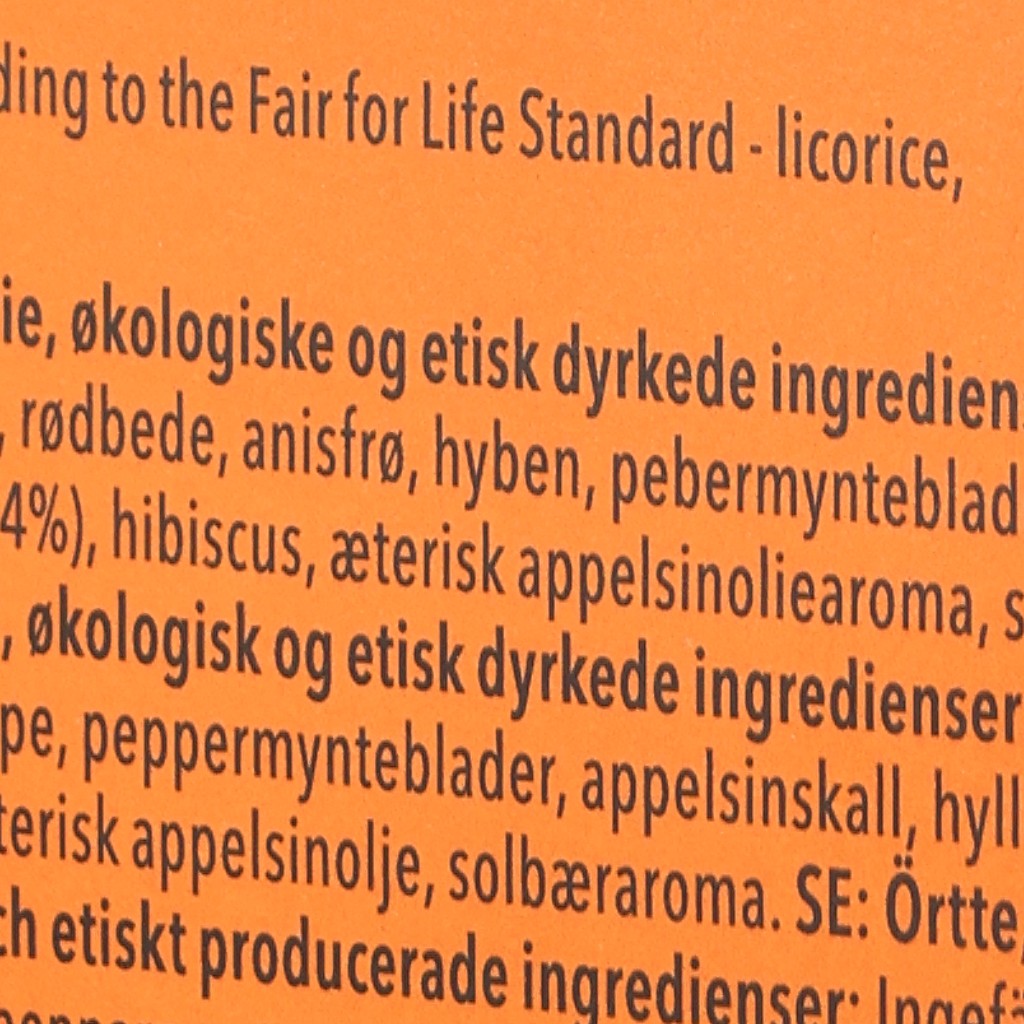 ding to the Fair for Life Standard - licorice,
ie, økologiske og etisk dyrkede ingredien
, rødbede, anisfrø, hyben, pebermynteblad
4%), hibiscus, æterisk appelsinoliearoma, s
, økologisk og etisk dyrkede ingredienser
pe, peppermynteblader, appelsinskall, hyll
terisk appelsinolje, solbæraroma. SE: Örtte,
ch etiskt producerade ingredienser: Ingefä